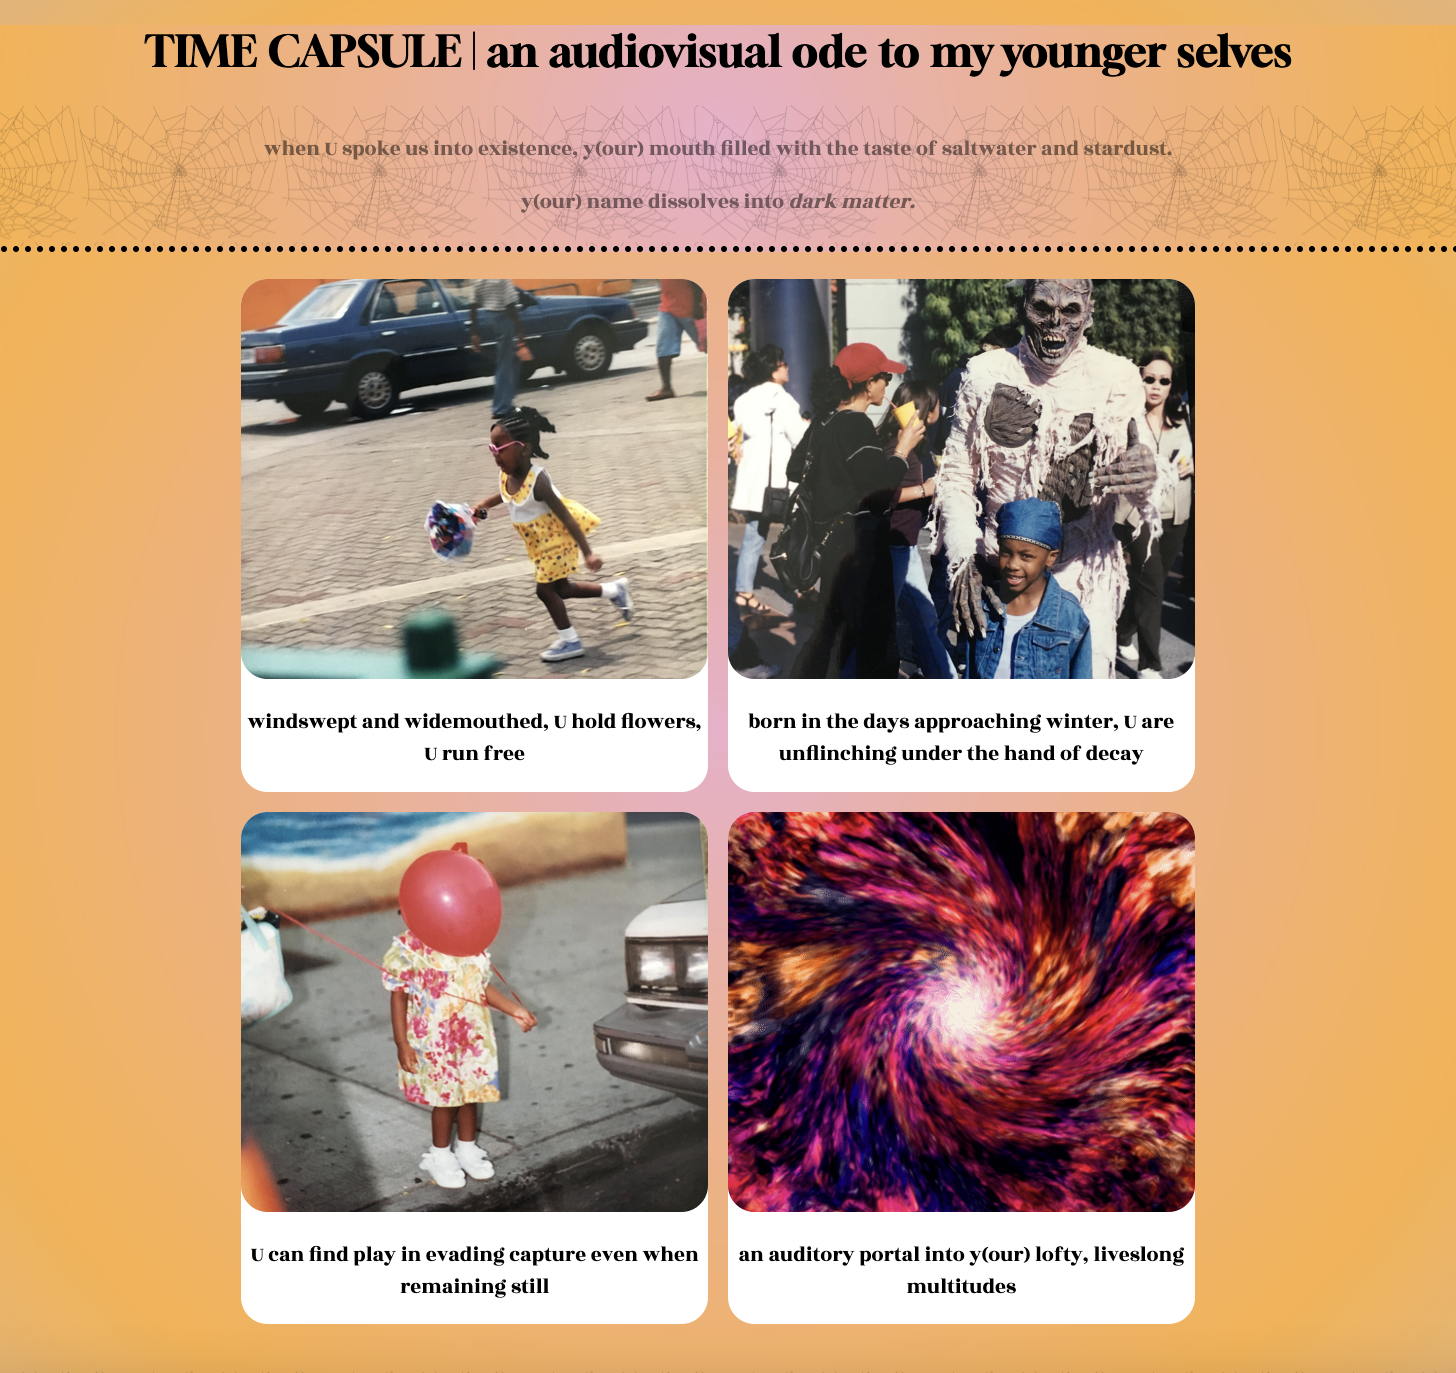 TIME CAPSULE | an audiovisual ode to my younger selves
when U spoke us into existence, y(our) mouth filled with the taste of saltwater and stardust.
y(our) name dissolves into dark matter.
windswept and widemouthed, U hold flowers,
U run free
born in the days approaching winter, U are
unflinching under the hand of decay
U can find play in evading capture even when
remaining still
an auditory portal into y(our) lofty, liveslong
multitudes